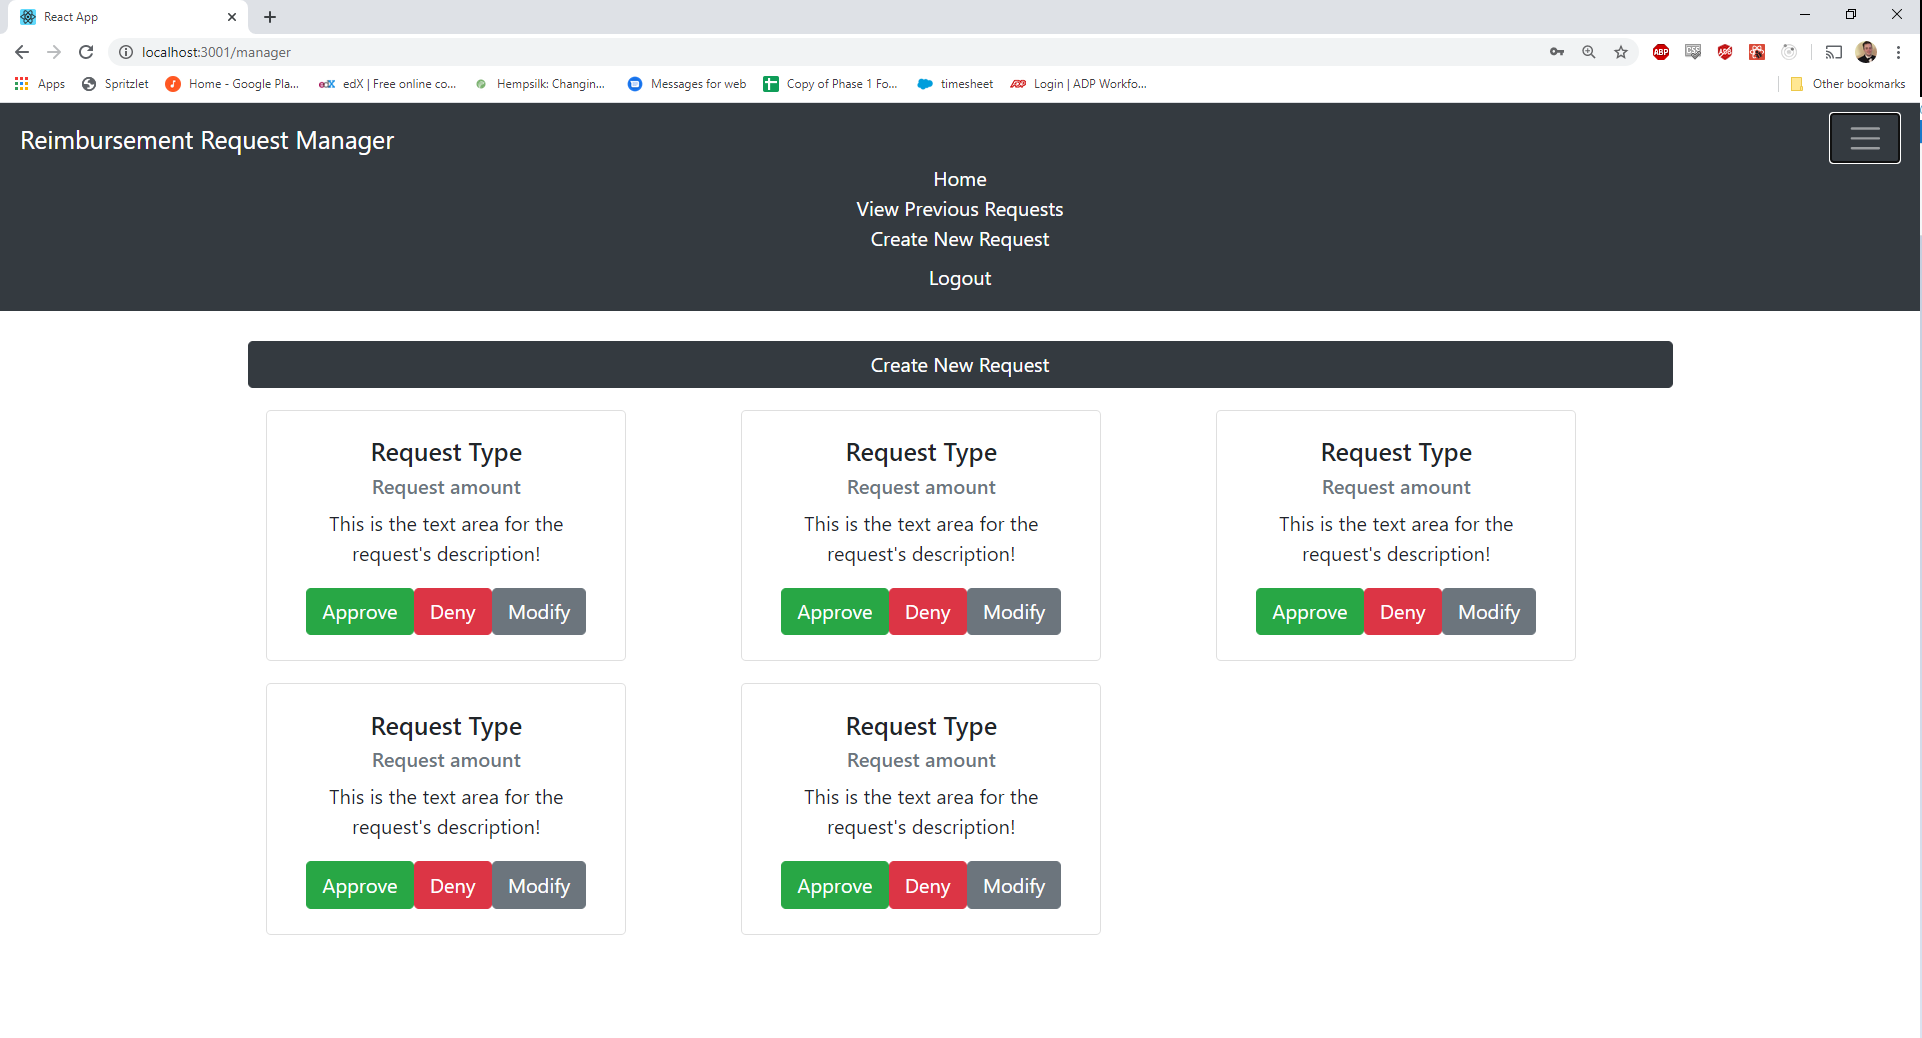 React App
localhost:3001/manager
ABP
CSS
ADB
Apps
Spritzlet
Home - Google Pla...
edX
edX | Free online co...
Hempsilk: Changin...
Messages for web
Copy of Phase 1 Fo...
timesheet
Login | ADP Workfo...
Other bookmarks
Reimbursement Request Manager
Home
View Previous Requests
Create New Request
Logout
Create New Request
Request Type
Request amount
This is the text area for the
request's description!
Approve Deny Modify
Request Type
Request amount
This is the text area for the
request's description!
Approve Deny Modify
Request Type
Request amount
This is the text area for the
request's description!
Approve Deny Modify
Request Type
Request amount
This is the text area for the
request's description!
Approve Deny Modify
Request Type
Request amount
This is the text area for the
request's description!
Approve Deny Modify